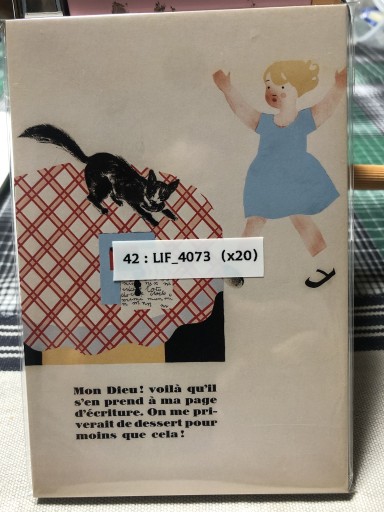 42 : LIF_4073 (x20)
Mon Dieu! voilà qu'il
s'en prend à ma page
d'écriture. On me pri-
verait de dessert pour
moins que cela!